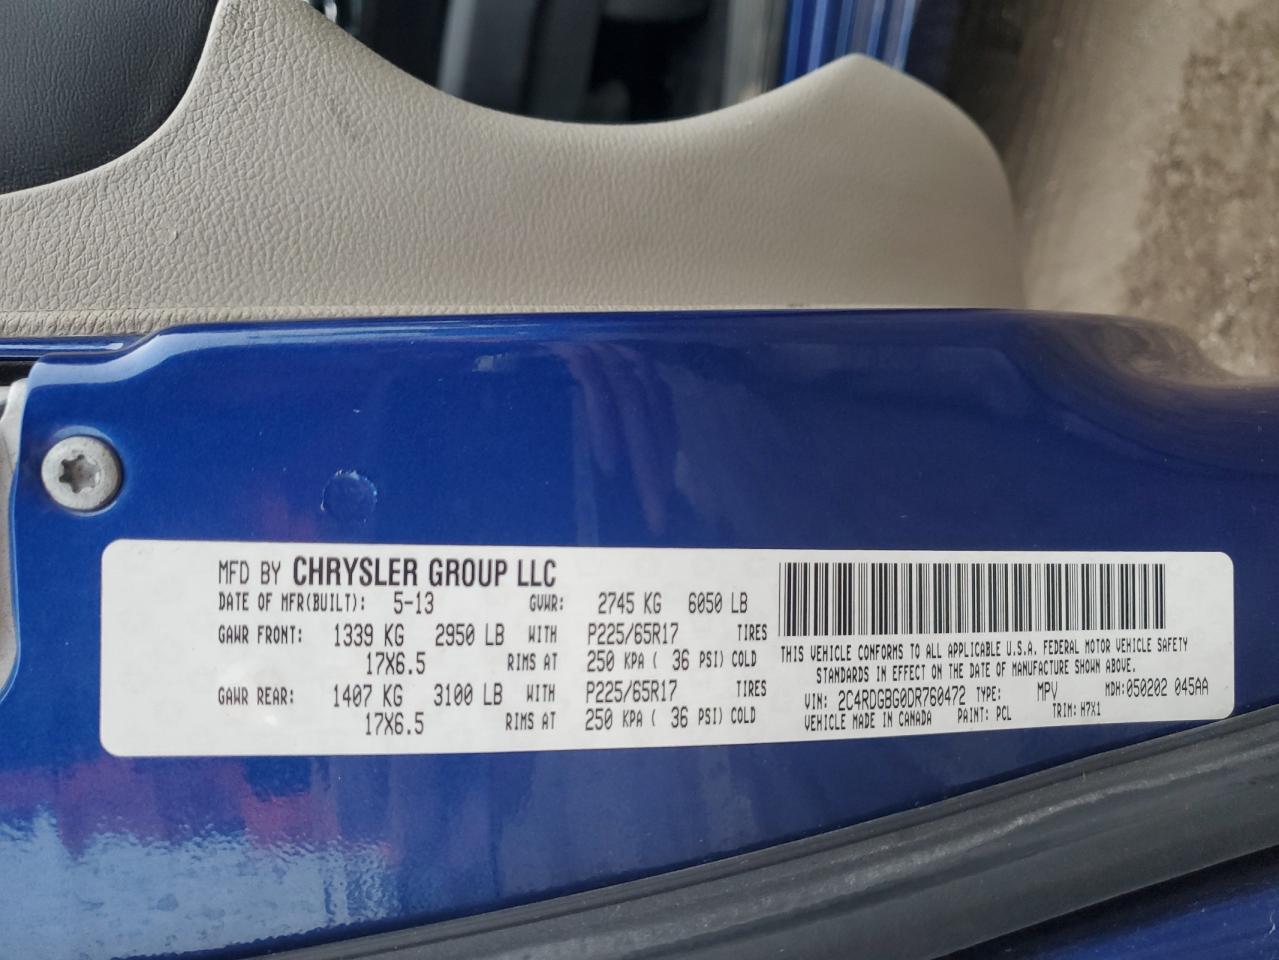 MFD BY CHRYSLER GROUP LLC
DATE OF MFR(BUILT): 5-13 GVWR: 2745 KG 6050 LB
GAWR FRONT: 1339 KG 2950 LB WITH P225/65R17 TIRES
17X6.5 RIMS AT 250 KPA ( 36 PSI) COLD
GAWR REAR: 1407 KG 3100 LB WITH P225/65R17 TIRES
17X6.5 RIMS AT 250 KPA ( 36 PSI) COLD
THIS VEHICLE CONFORMS TO ALL APPLICABLE U.S.A. FEDERAL MOTOR VEHICLE SAFETY
STANDARDS IN EFFECT ON THE DATE OF MANUFACTURE SHOWN ABOVE.
VIN: 2C4RDGBG0DR760472 TYPE: MPV MDH:050202 045AA
VEHICLE MADE IN CANADA PAINT: PCL TRIM: H7X1